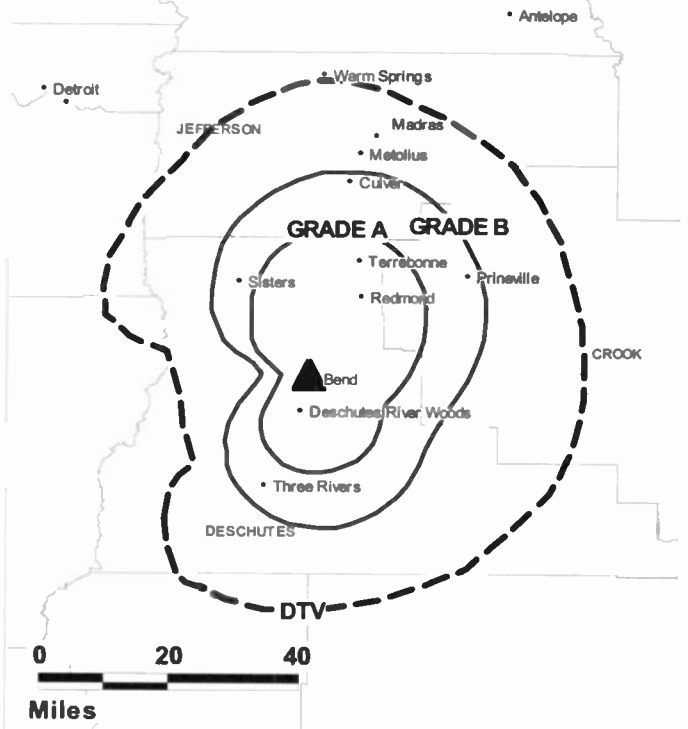 Antelope
Warm Springs
Detroit
JEFFERSON
Madras
Metolius
Culver
GRADE A
GRADE B
Terrebonne
Sisters
Prineville
Redmond
CROOK
Bend
Deschutes River Woods
Three Rivers
DESCHUTES
DTV
0 20 40
Miles